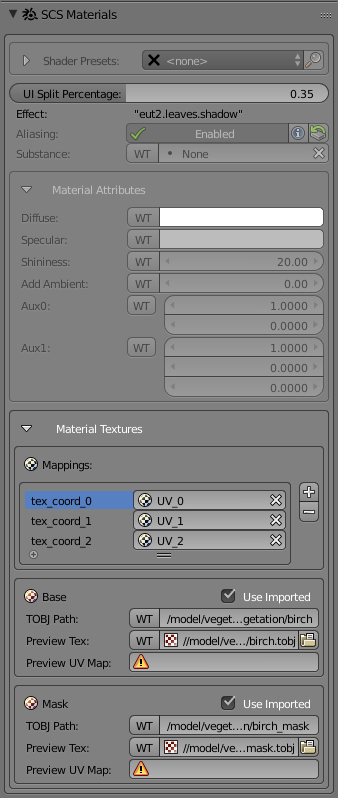 SCS Materials
Shader Presets: <none>
UI Split Percentage: 0.35
Effect: "eut2.leaves.shadow"
Aliasing: Enabled
Substance: WT None
Material Attributes
Diffuse: WT
Specular: WT
Shininess: WT 20.00
Add Ambient: WT 0.00
Aux0: WT 1.0000
0.0000
Aux1: WT 1.0000
0.0000
0.0000
Material Textures
Mappings:
tex_coord_0 UV_0
tex_coord_1 UV_1
tex_coord_2 UV_2
Base Use Imported
TOBJ Path: WT /model/veget...getation/birch
Preview Tex: WT //model/ve.../birch.tobj
Preview UV Map:
Mask Use Imported
TOBJ Path: WT /model/veget...n/birch_mask
Preview Tex: WT //model/ve...mask.tobj
Preview UV Map: